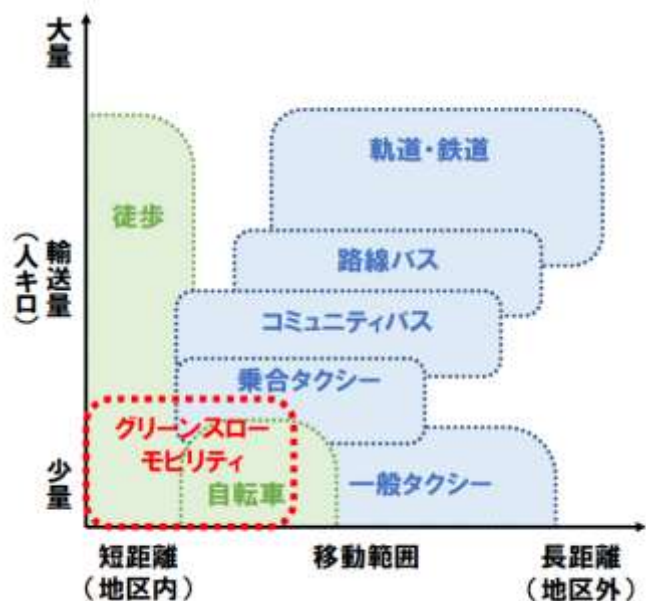 大量
軌道・鉄道
徒歩
輸送量
（人キロ）
路線バス
コミュニティバス
乗合タクシー
グリーンスロー
モビリティ
少量
自転車
一般タクシー
短距離
（地区内）
移動範囲
長距離
（地区外）